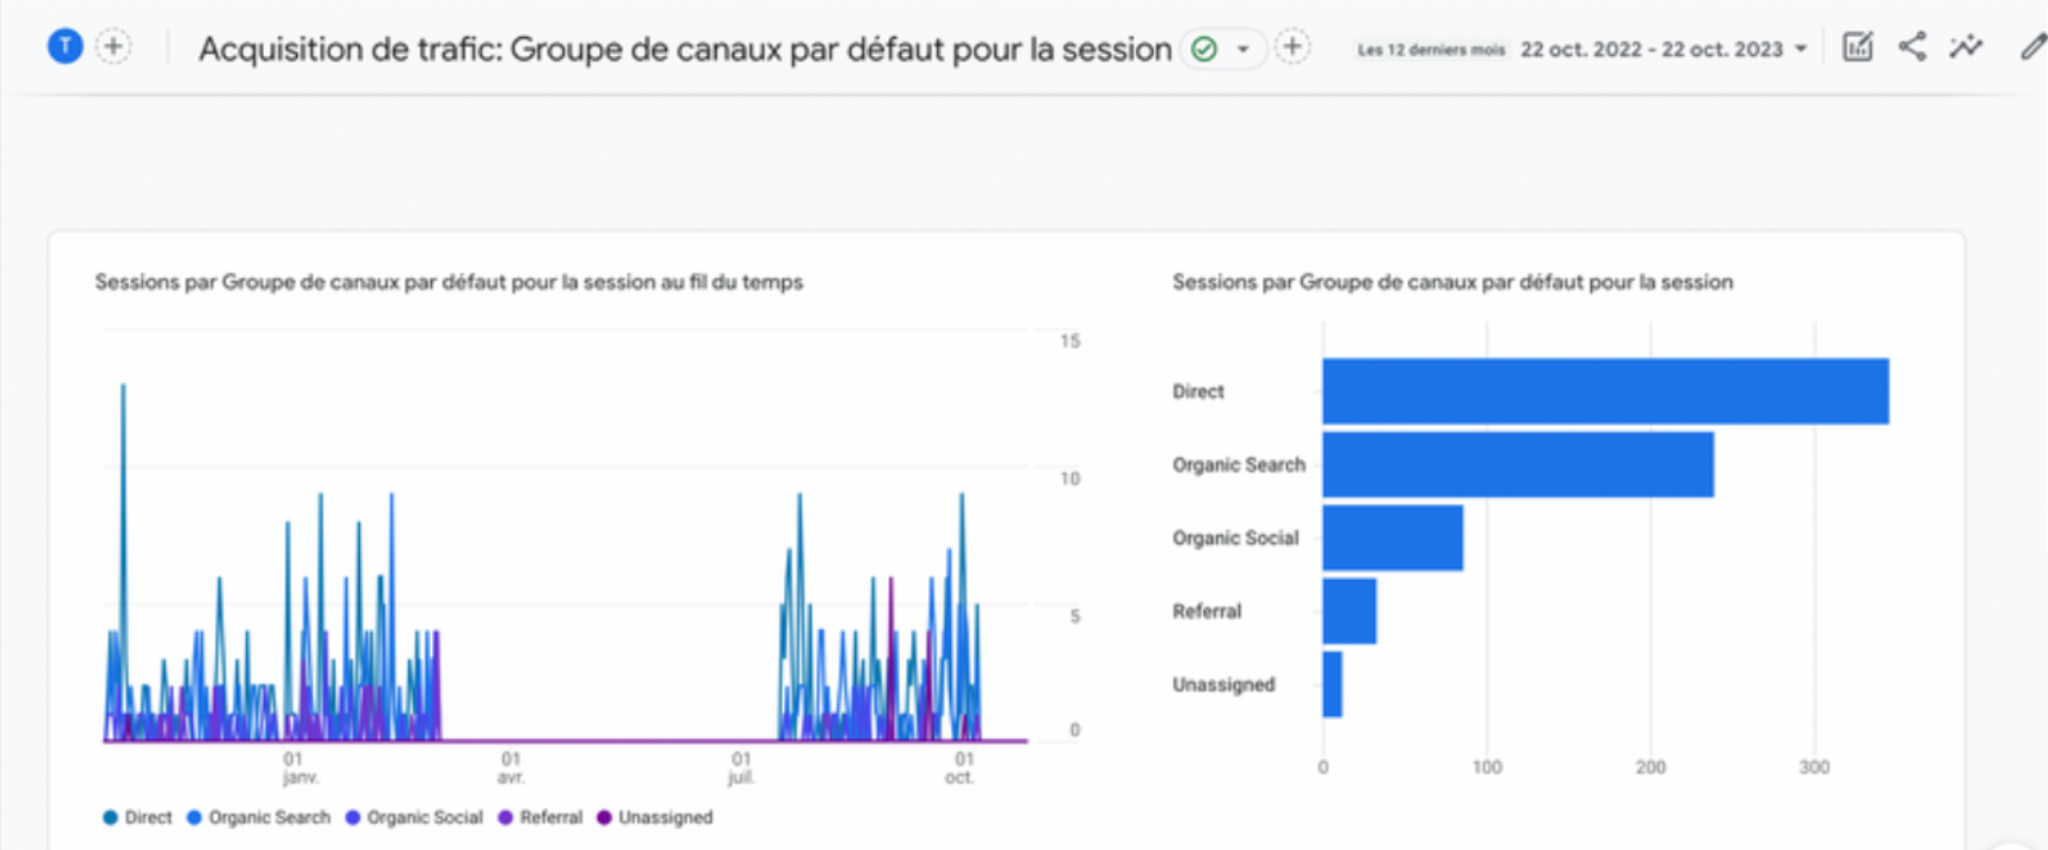 T
Acquisition de trafic: Groupe de canaux par défaut pour la session
Les 12 derniers mois 22 oct. 2022 - 22 oct. 2023
Sessions par Groupe de canaux par défaut pour la session au fil du temps
15
10
5
0
01 janv.
01 avr.
01 juil.
01 oct.
Direct Organic Search Organic Social Referral Unassigned
Sessions par Groupe de canaux par défaut pour la session
Direct
Organic Search
Organic Social
Referral
Unassigned
0 100 200 300